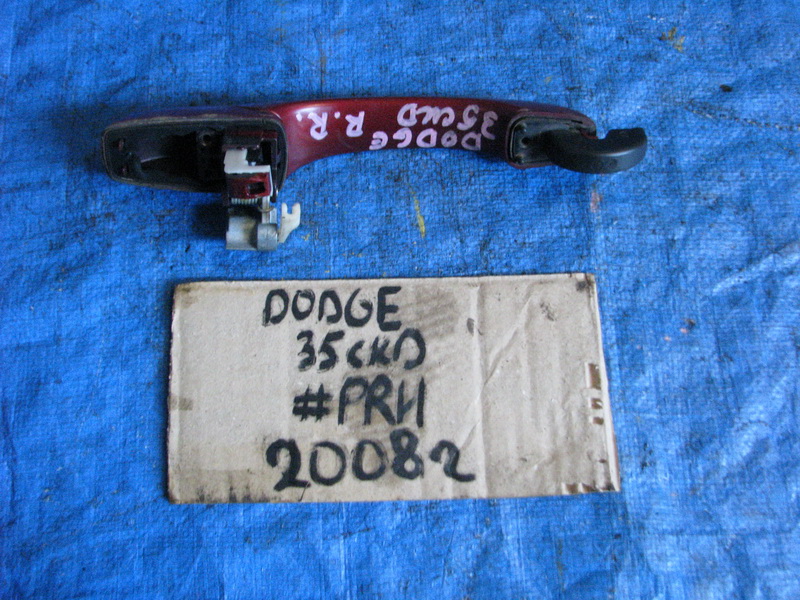 DODGE R.R.
35CKD
DODGE
35CKD
#PRH
20082